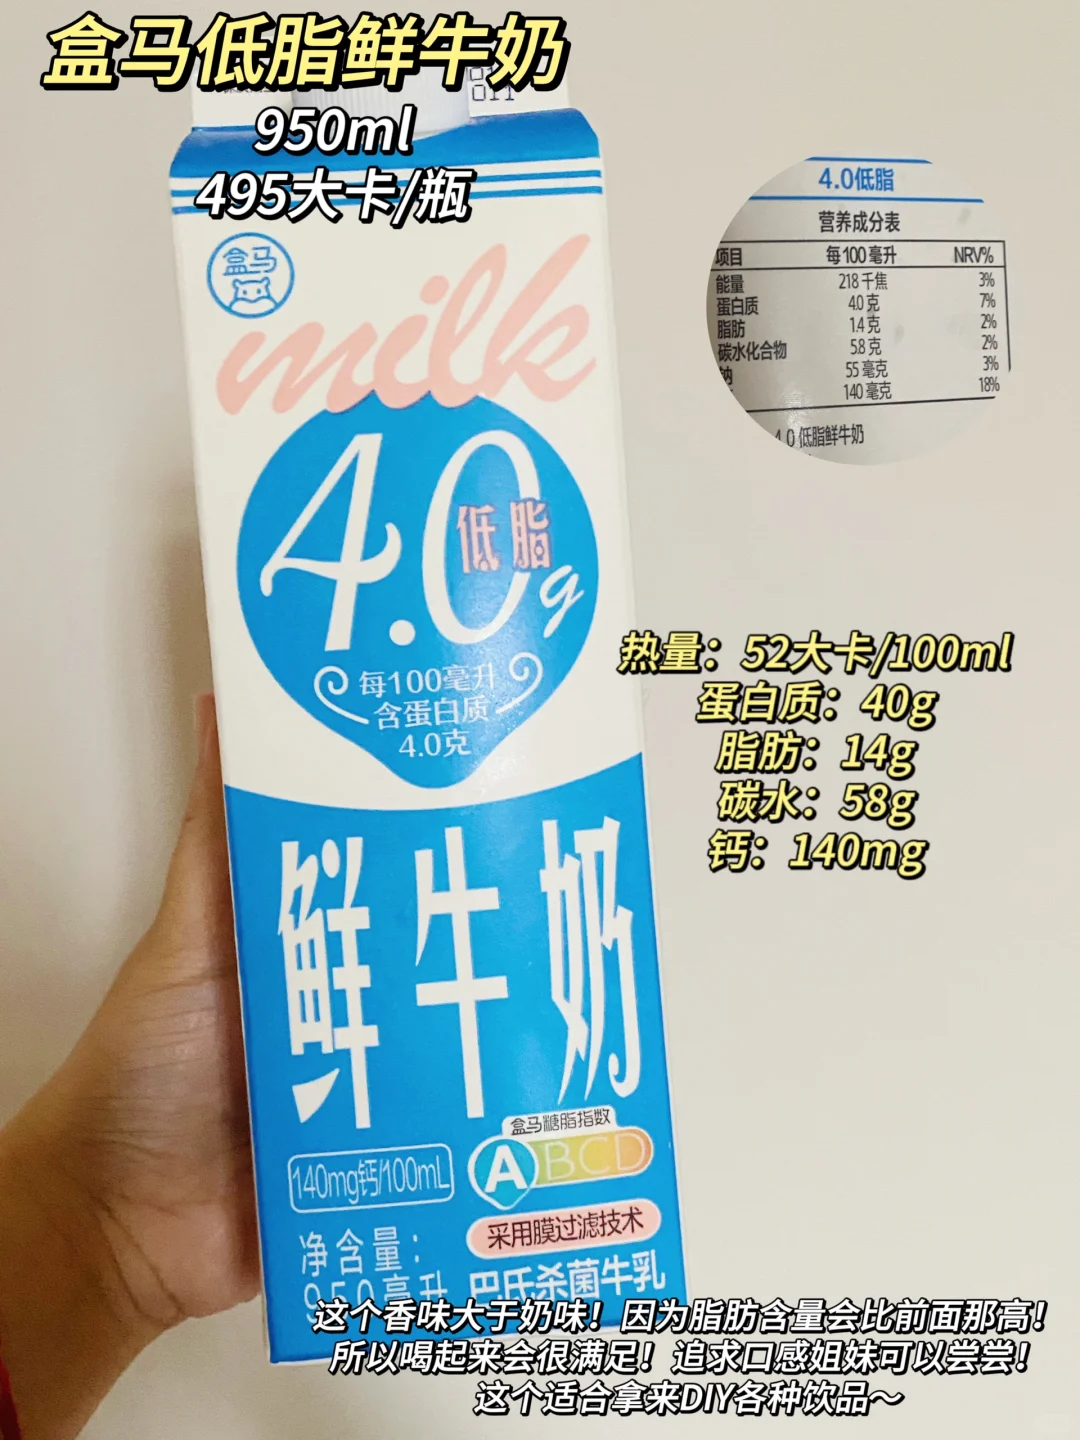 盒马低脂鲜牛奶
011
950ml
495大卡/瓶
盒马
milk
4.0g
低脂
每100毫升
含蛋白质
4.0克
鲜牛奶
盒马糖脂指数
ABCD
140mg钙/100mL
采用膜过滤技术
净含量：
950毫升
巴氏杀菌牛乳
4.0低脂
营养成分表
项目 每100毫升 NRV%
能量 218千焦 3%
蛋白质 4.0克 7%
脂肪 1.4克 2%
碳水化合物 5.8克 2%
钠 55毫克 3%
140毫克 18%
4.0低脂鲜牛奶
热量：52大卡/100ml
蛋白质：40g
脂肪：14g
碳水：58g
钙：140mg
这个香味大于奶味！因为脂肪含量会比前面那高！
所以喝起来会很满足！追求口感姐妹可以尝尝！
这个适合拿来DIY各种饮品～